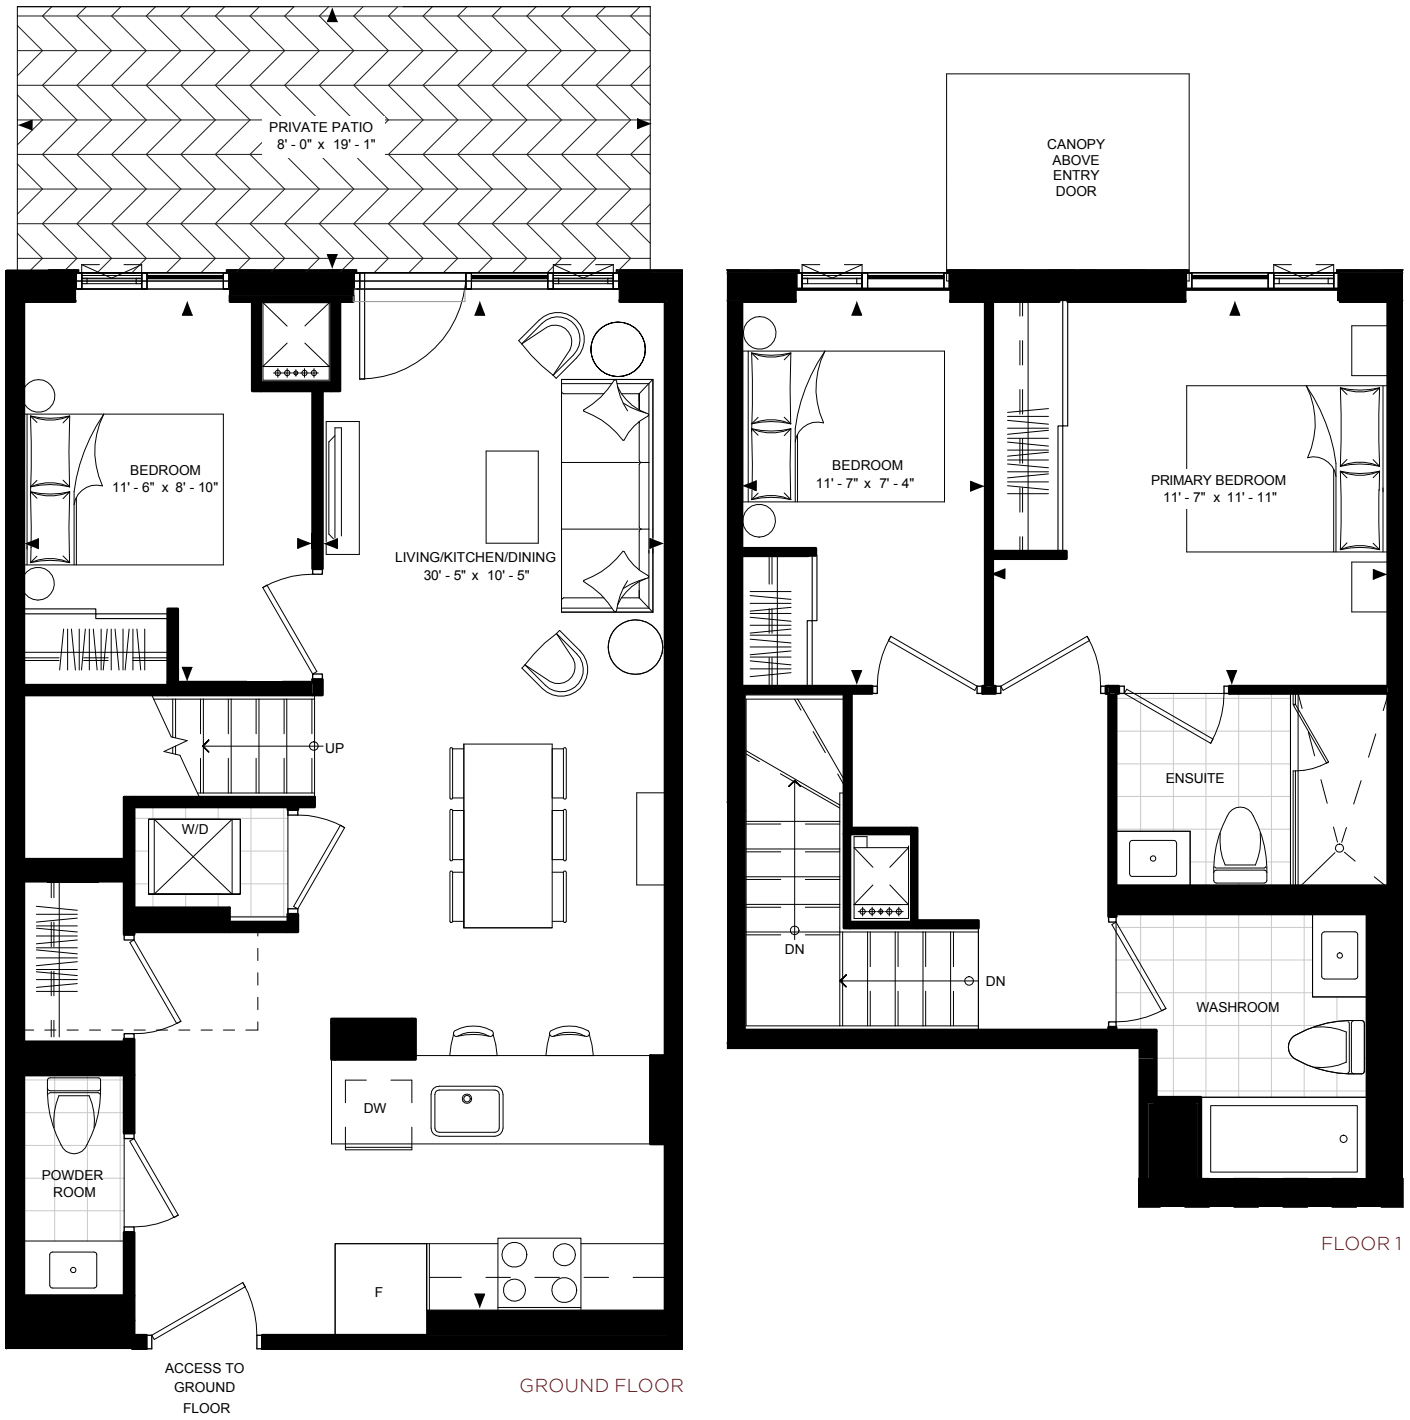 PRIVATE PATIO
8' - 0" x 19' - 1"
BEDROOM
11' - 6" x 8' - 10"
LIVING/KITCHEN/DINING
30' - 5" x 10' - 5"
UP
W/D
DW
POWDER
ROOM
F
ACCESS TO
GROUND
FLOOR
GROUND FLOOR
CANOPY
ABOVE
ENTRY
DOOR
BEDROOM
11' - 7" x 7' - 4"
PRIMARY BEDROOM
11' - 7" x 11' - 11"
ENSUITE
DN
DN
WASHROOM
FLOOR 1